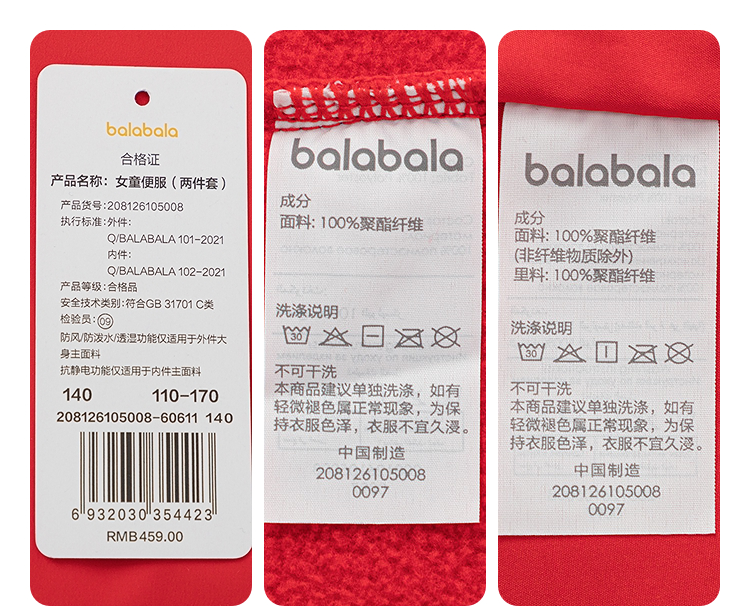 balabala
合格证
产品名称：女童便服（两件套）
产品货号:208126105008
执行标准:外件:
Q/BALABALA 101-2021
内件:
Q/BALABALA 102-2021
产品等级:合格品
安全技术类别:符合GB 31701 C类
检验员:09
防风/防泼水/透湿功能仅适用于外件大
身主面料
抗静电功能仅适用于内件主面料
140 110-170
208126105008-60611 140
6 932030 354423
RMB459.00
balabala
成分
面料: 100%聚酯纤维
洗涤说明
30
不可干洗
本商品建议单独洗涤，如有
轻微褪色属正常现象，为保
持衣服色泽，衣服不宜久浸。
中国制造
208126105008
0097
balabala
成分
面料: 100%聚酯纤维
(非纤维物质除外)
里料: 100%聚酯纤维
洗涤说明
30
不可干洗
本商品建议单独洗涤，如有
轻微褪色属正常现象，为保
持衣服色泽，衣服不宜久浸。
中国制造
208126105008
0097